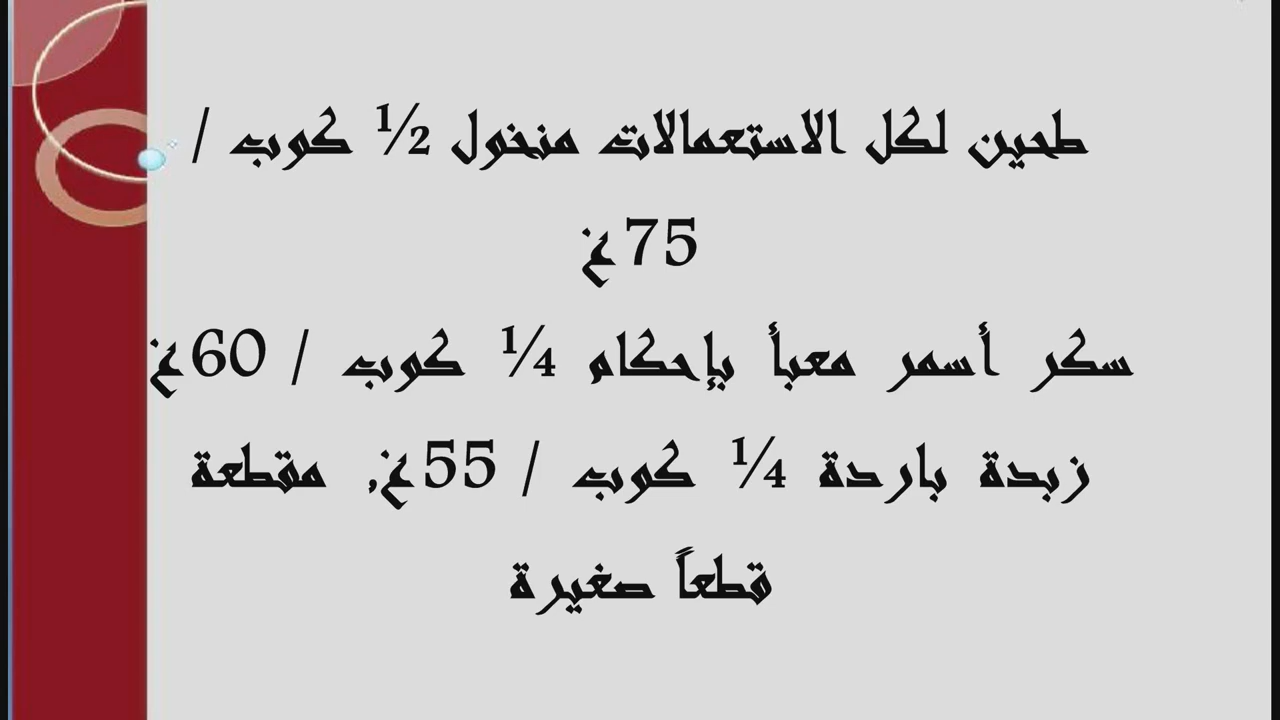 طحين لكل الاستعمالات منخول ½ كوب /
75غ
سكر أسمر معبأ بإحكام ¼ كوب / 60غ
زبدة باردة ¼ كوب / 55غ, مقطعة
قطعاً صغيرة